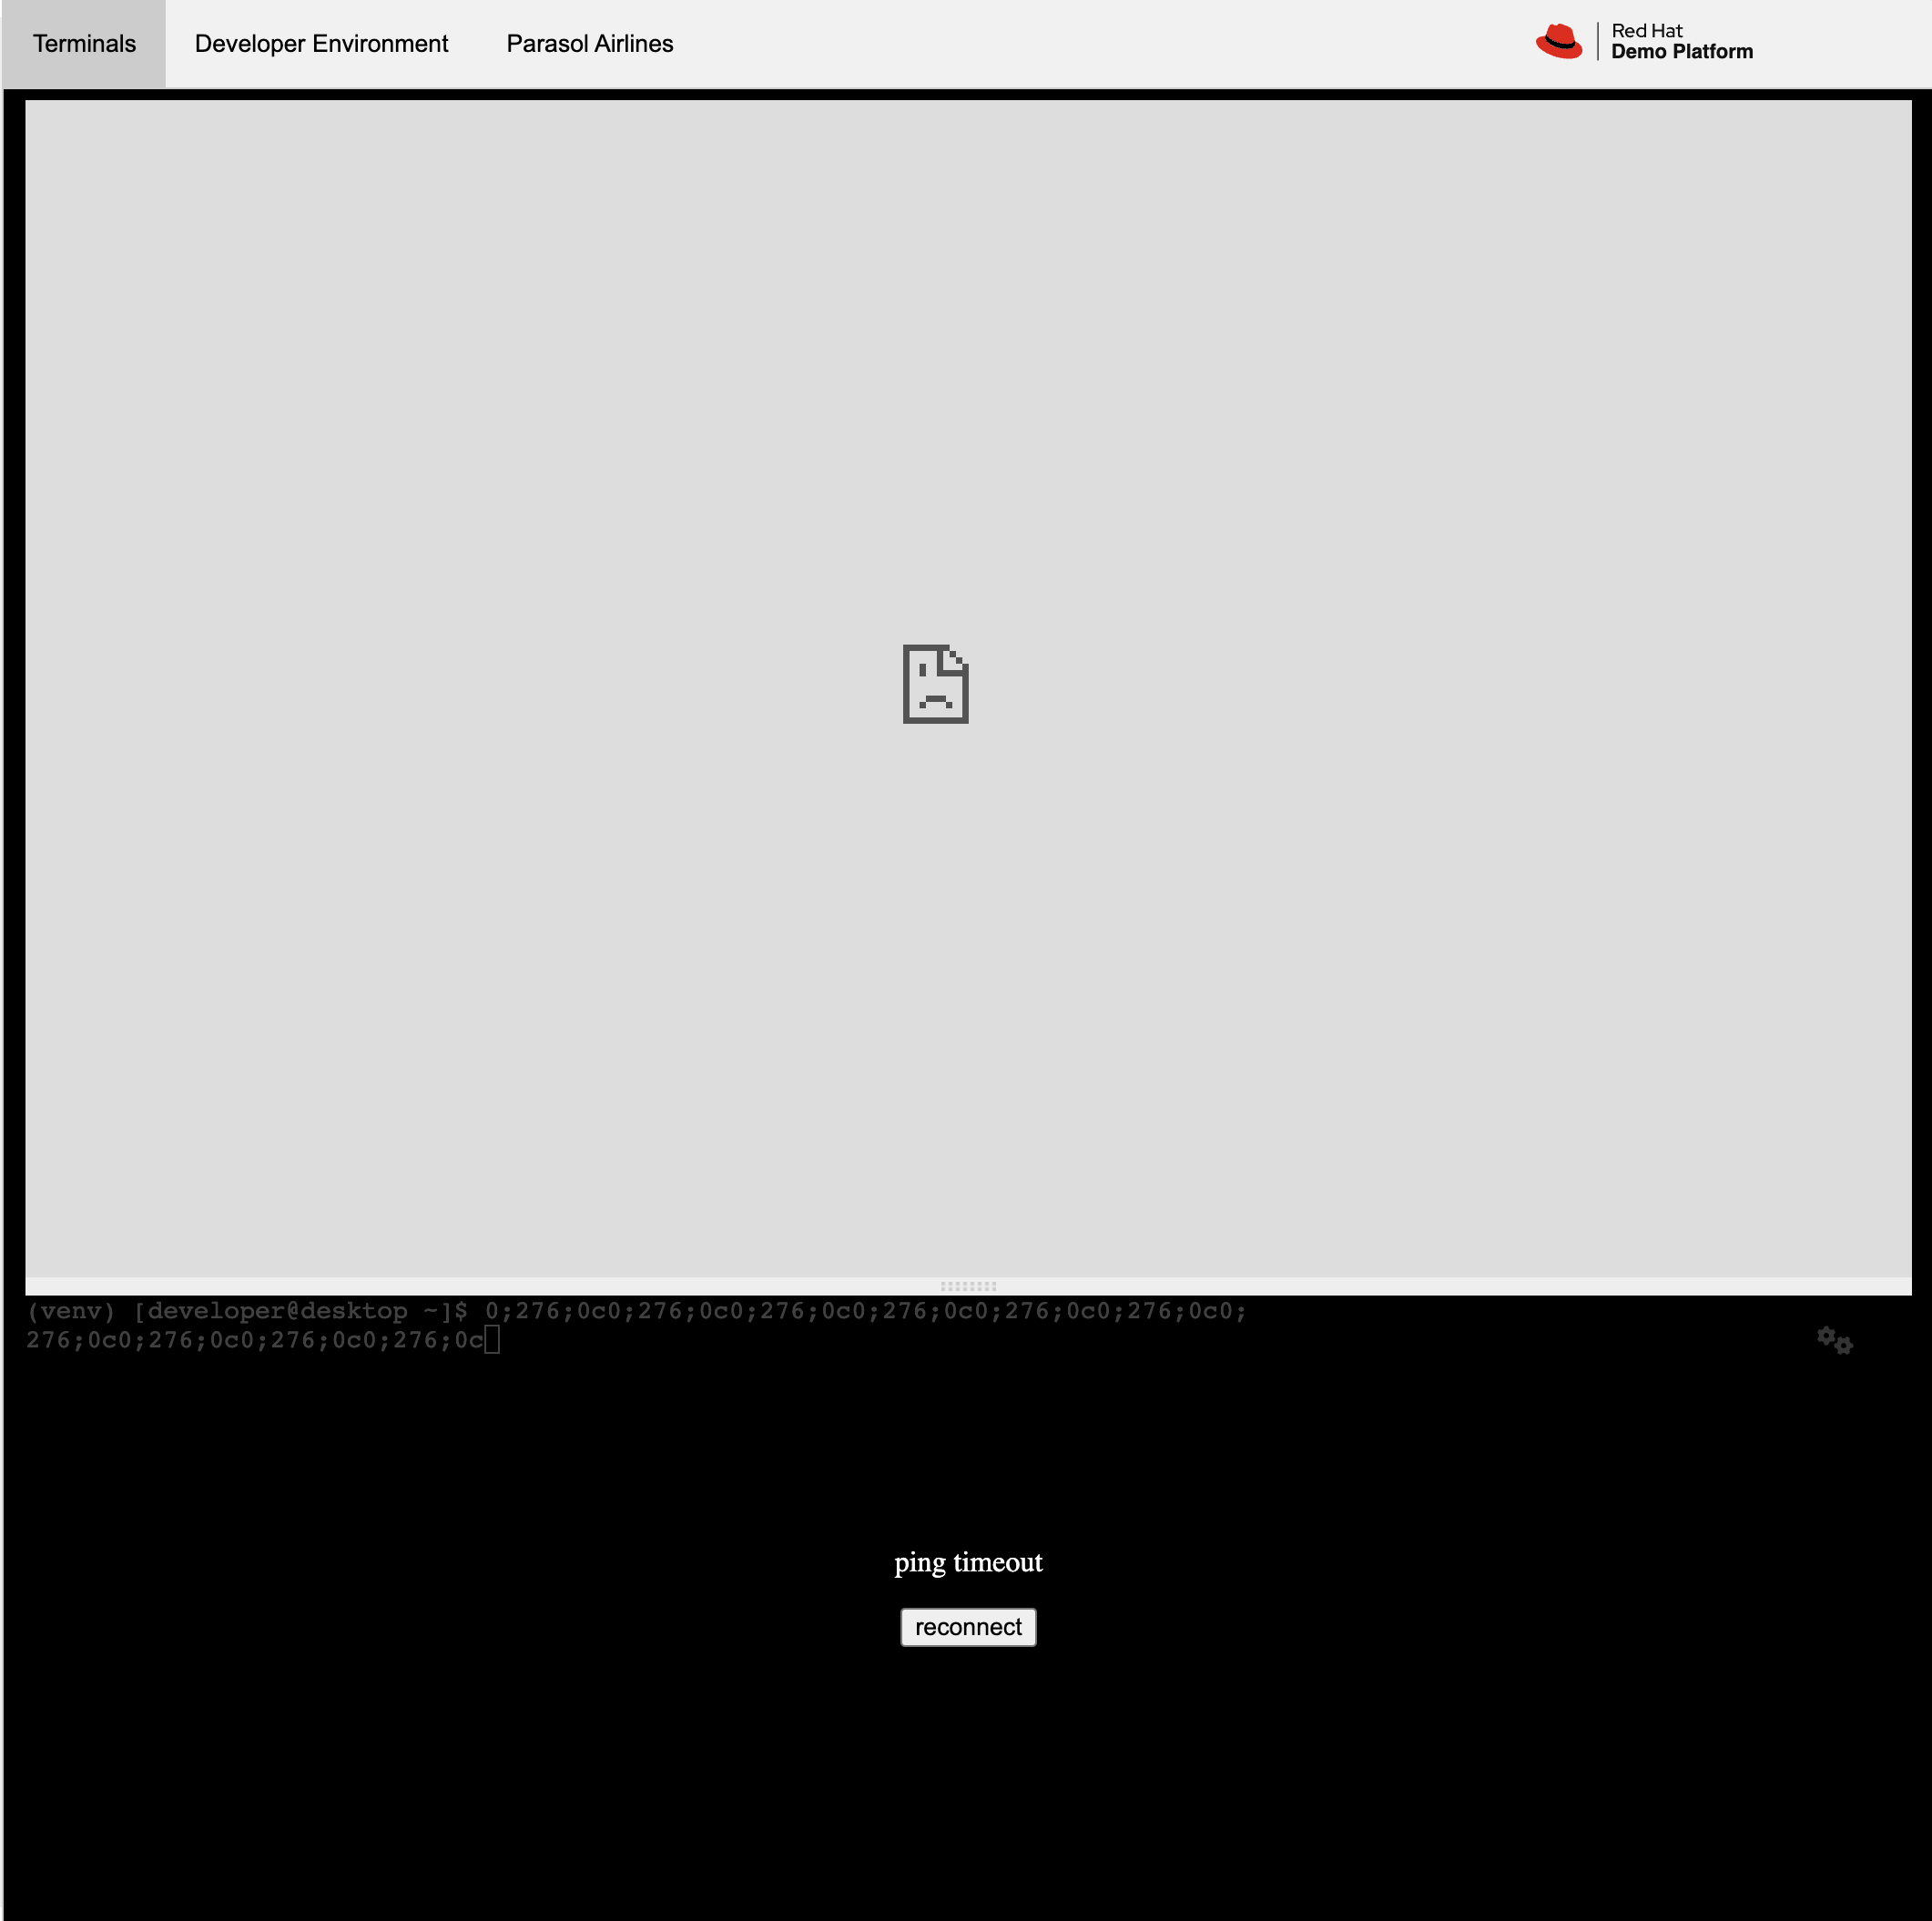 Terminals
Developer Environment
Parasol Airlines
Red Hat
Demo Platform
(venv) [developer@desktop ~]$ 0;276;0c0;276;0c0;276;0c0;276;0c0;276;0c0;276;0c0;
276;0c0;276;0c0;276;0c0;276;0c
ping timeout
reconnect